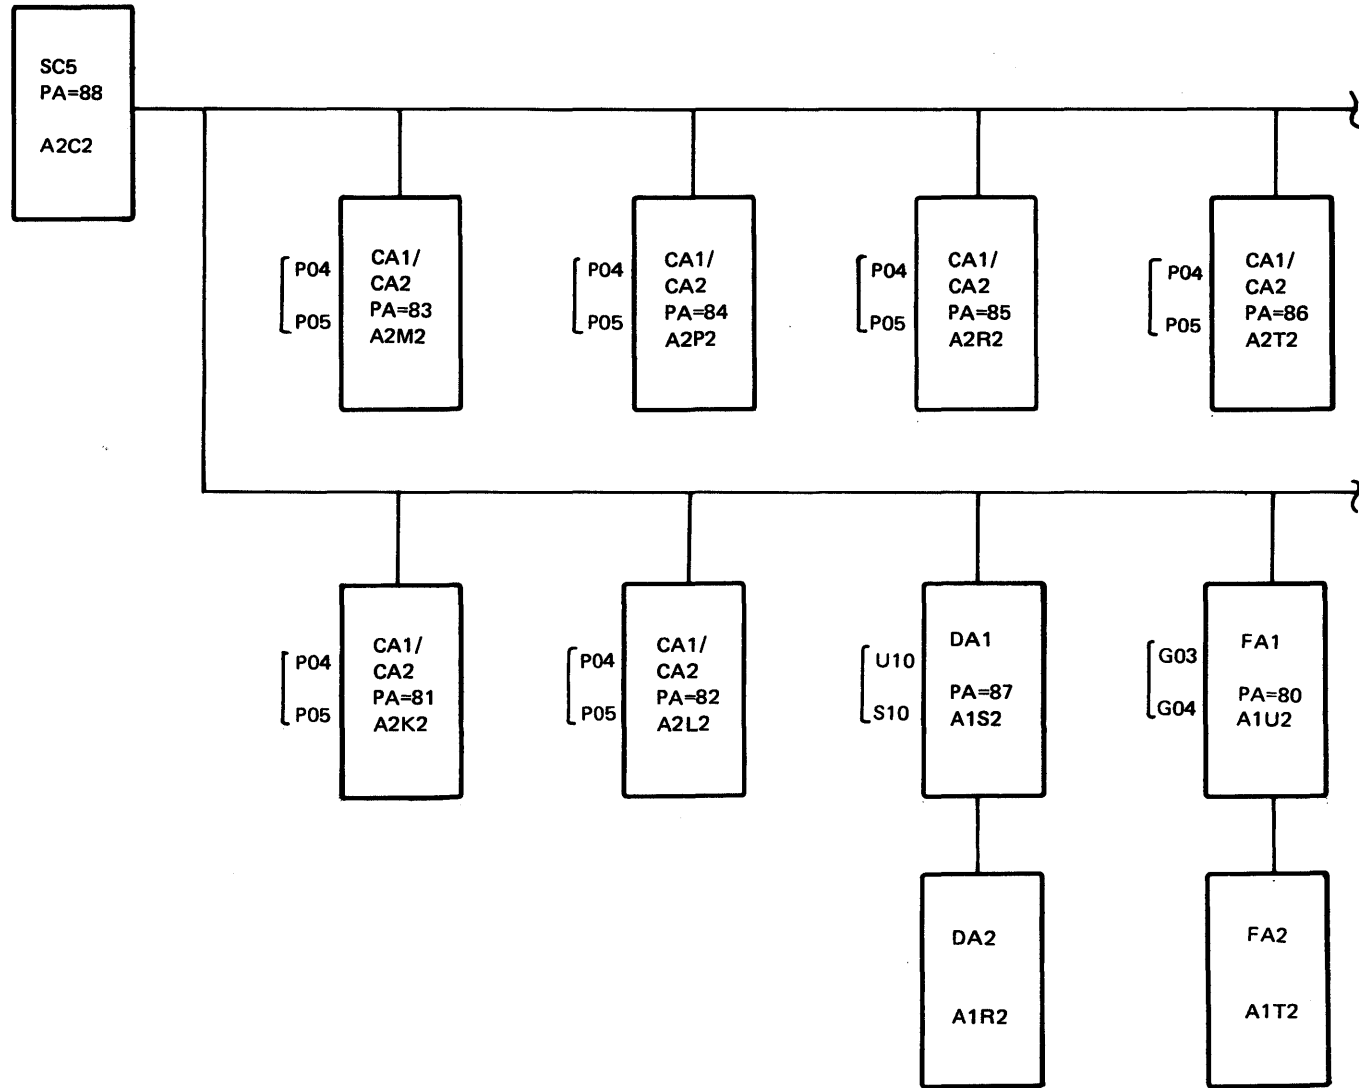 SC5
PA=88
A2C2
P04
P05
CA1/
CA2
PA=83
A2M2
P04
P05
CA1/
CA2
PA=84
A2P2
P04
P05
CA1/
CA2
PA=85
A2R2
P04
P05
CA1/
CA2
PA=86
A2T2
P04
P05
CA1/
CA2
PA=81
A2K2
P04
P05
CA1/
CA2
PA=82
A2L2
U10
S10
DA1
PA=87
A1S2
G03
G04
FA1
PA=80
A1U2
DA2
A1R2
FA2
A1T2